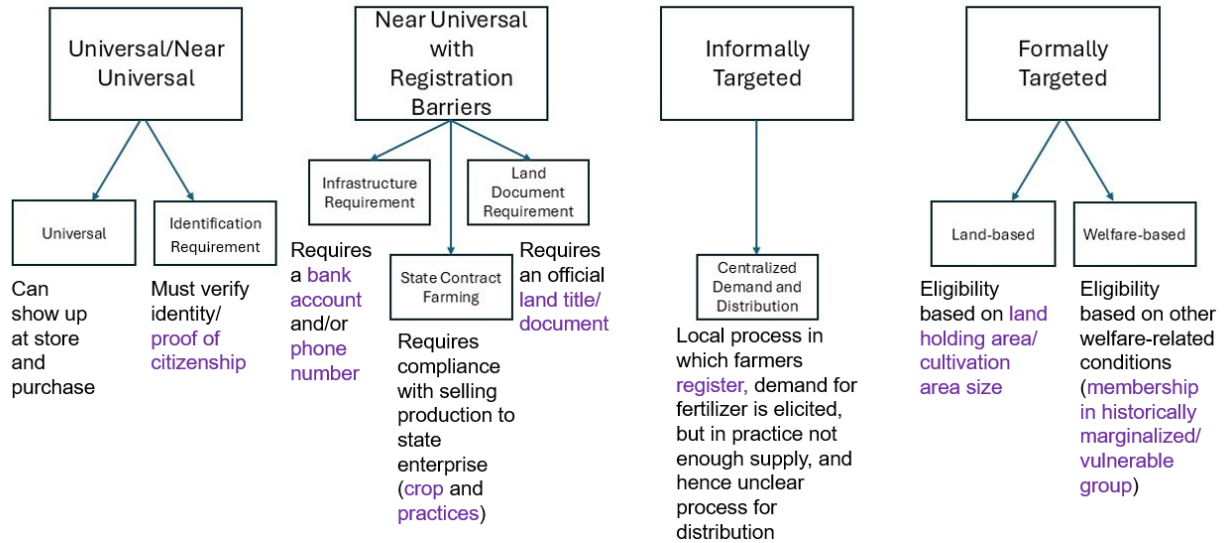 Universal/Near
Universal
Near Universal
with
Registration
Barriers
Informally
Targeted
Formally
Targeted
Universal
Identification
Requirement
Infrastructure
Requirement
Land
Document
Requirement
State Contract
Farming
Centralized
Demand and
Distribution
Land-based
Welfare-based
Can
show up
at store
and
purchase
Must verify
identity/
proof of
citizenship
Requires
a bank
account
and/or
phone
number
Requires
compliance
with selling
production to
state
enterprise
(crop and
practices)
Requires
an official
land title/
document
Local process in
which farmers
register, demand for
fertilizer is elicited,
but in practice not
enough supply, and
hence unclear
process for
distribution
Eligibility
based on land
holding area/
cultivation
area size
Eligibility
based on other
welfare-related
conditions
(membership
in historically
marginalized/
vulnerable
group)